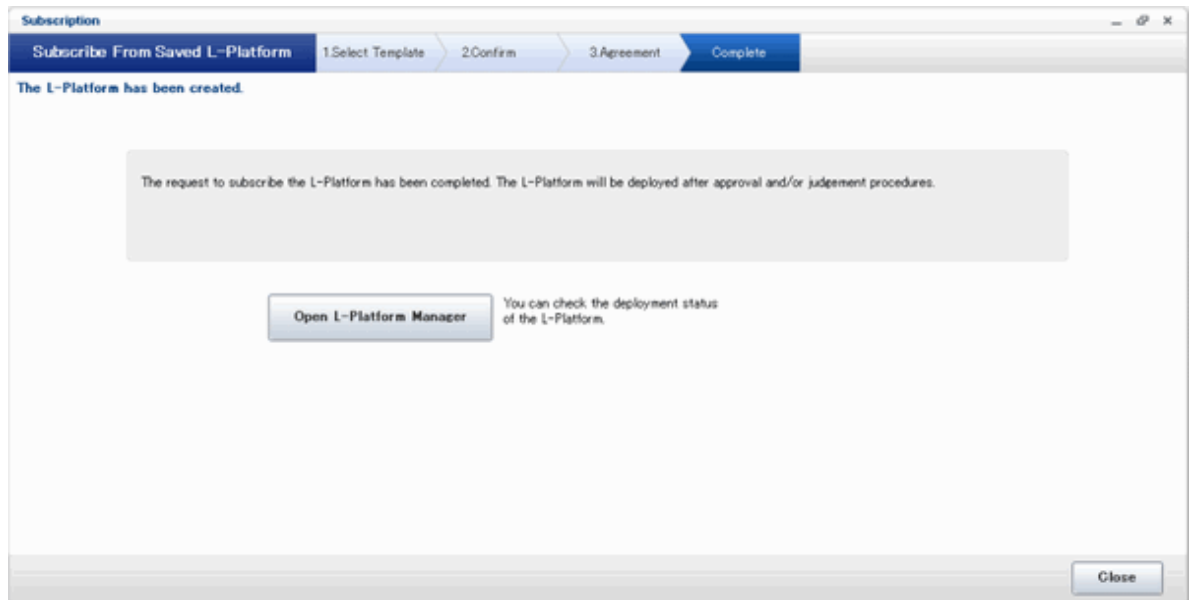 Subscription
Subscribe From Saved L-Platform 1.Select Template 2.Confirm 3.Agreement Complete
The L-Platform has been created.
The request to subscribe the L-Platform has been completed. The L-Platform will be deployed after approval and/or judgement procedures.
Open L-Platform Manager
You can check the deployment status
of the L-Platform.
Close